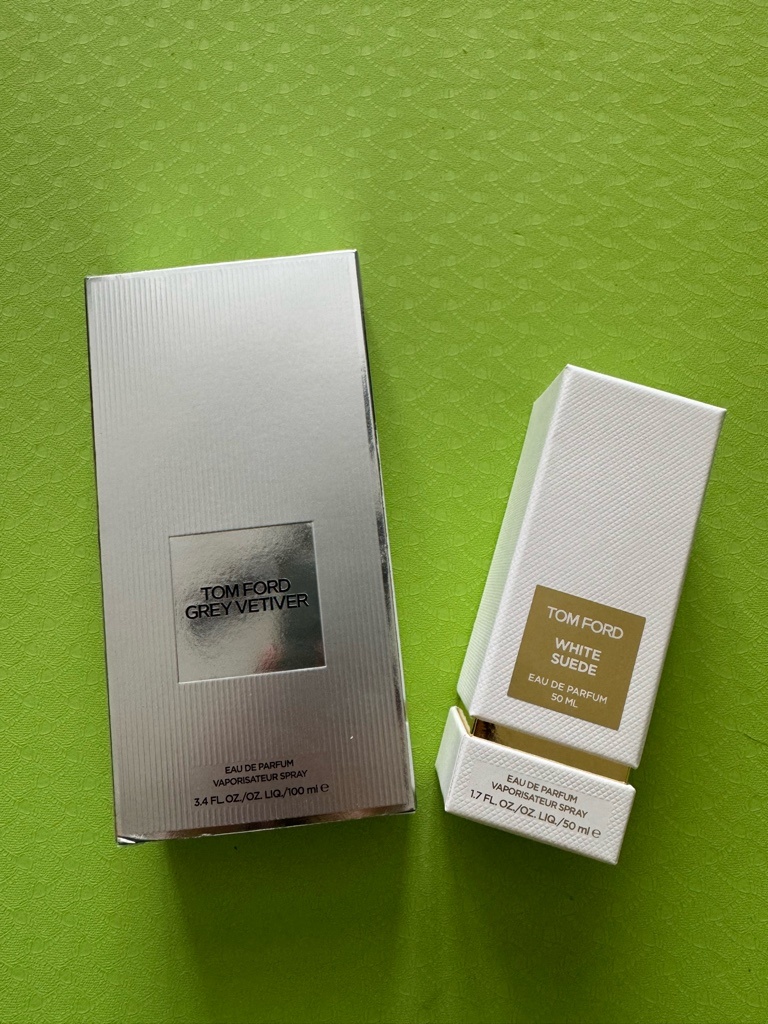 TOM FORD
GREY VETIVER
EAU DE PARFUM
VAPORISATEUR SPRAY
3.4 FL.OZ./OZ. LIQ./100 ml ℮
TOM FORD
WHITE
SUEDE
EAU DE PARFUM
50 ML
EAU DE PARFUM
VAPORISATEUR SPRAY
1.7 FL.OZ./OZ. LIQ./50 ml ℮